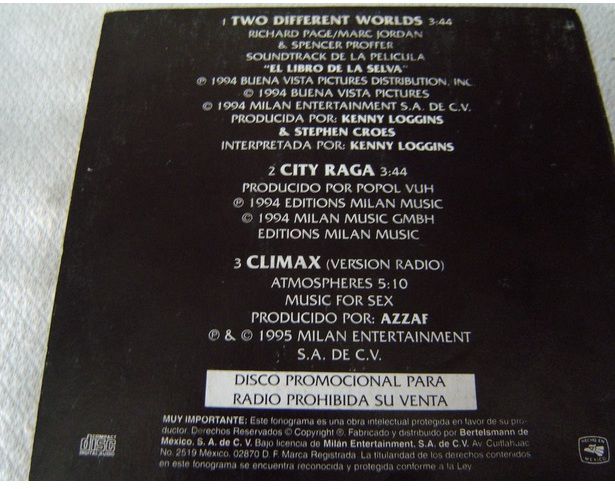 1 TWO DIFFERENT WORLDS 3:44
RICHARD PAGE/MARC JORDAN
& SPENCER PROFFER
SOUNDTRACK DE LA PELICULA
"EL LIBRO DE LA SELVA"
℗ 1994 BUENA VISTA PICTURES DISTRIBUTION, INC.
© 1994 BUENA VISTA PICTURES
© 1994 MILAN ENTERTAINMENT S.A. DE C.V.
PRODUCIDA POR: KENNY LOGGINS
& STEPHEN CROES
INTERPRETADA POR: KENNY LOGGINS
2 CITY RAGA 3:44
PRODUCIDO POR POPOL VUH
℗ 1994 EDITIONS MILAN MUSIC
© 1994 MILAN MUSIC GMBH
EDITIONS MILAN MUSIC
3 CLIMAX (VERSION RADIO)
ATMOSPHERES 5:10
MUSIC FOR SEX
PRODUCIDO POR: AZZAF
℗ & © 1995 MILAN ENTERTAINMENT
S.A. DE C.V.
DISCO PROMOCIONAL PARA
RADIO PROHIBIDA SU VENTA
MUY IMPORTANTE: Este fonograma es una obra intelectual protegida en favor de su pro-
ductor. Derechos Reservados © Copyright ®. Fabricado y distribuido por Bertelsmann de
México. S. A. de C. V. Bajo licencia de Milán Entertainment, S.A. de C.V. Av. Cuitlahuac
No. 2519 México. 02870 D. F. Marca Registrada. La titularidad de los derechos contenidos
en este fonograma se encuentra reconocida y protegida conforme a la Ley.
COMPACT
disc
DIGITAL AUDIO
HECHO EN
MEXICO